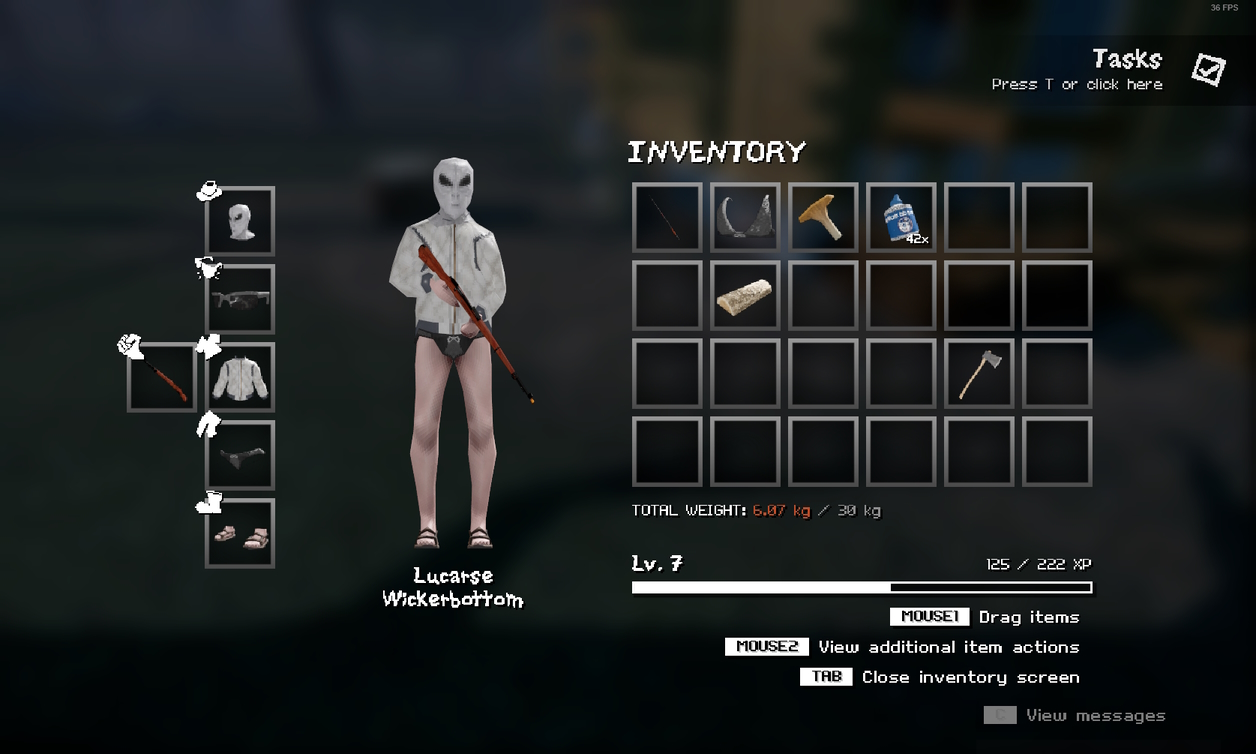 36 FPS
Tasks
Press T or click here
INVENTORY
42x
TOTAL WEIGHT: 6.07 kg / 30 kg
Lv. 7
125 / 222 XP
MOUSE1 Drag items
MOUSE2 View additional item actions
TAB Close inventory screen
C View messages
Lucarse
Wickerbottom